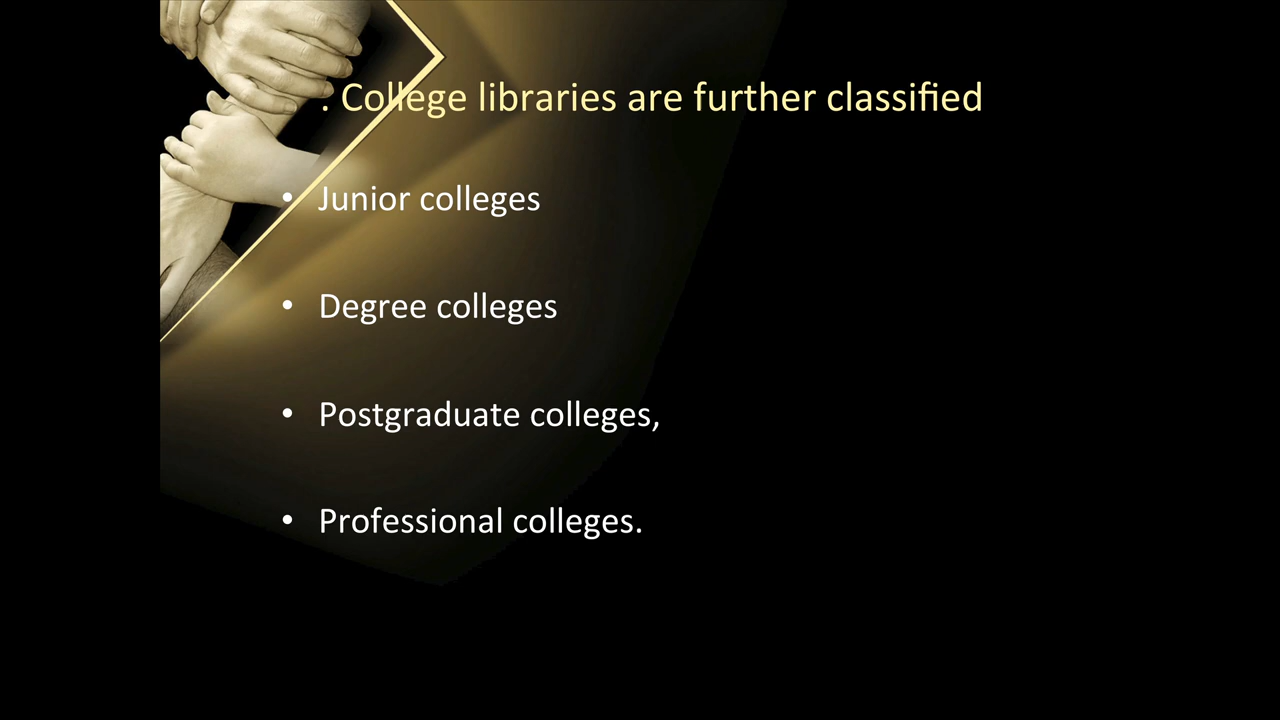 . College libraries are further classified
• Junior colleges
• Degree colleges
• Postgraduate colleges,
• Professional colleges.